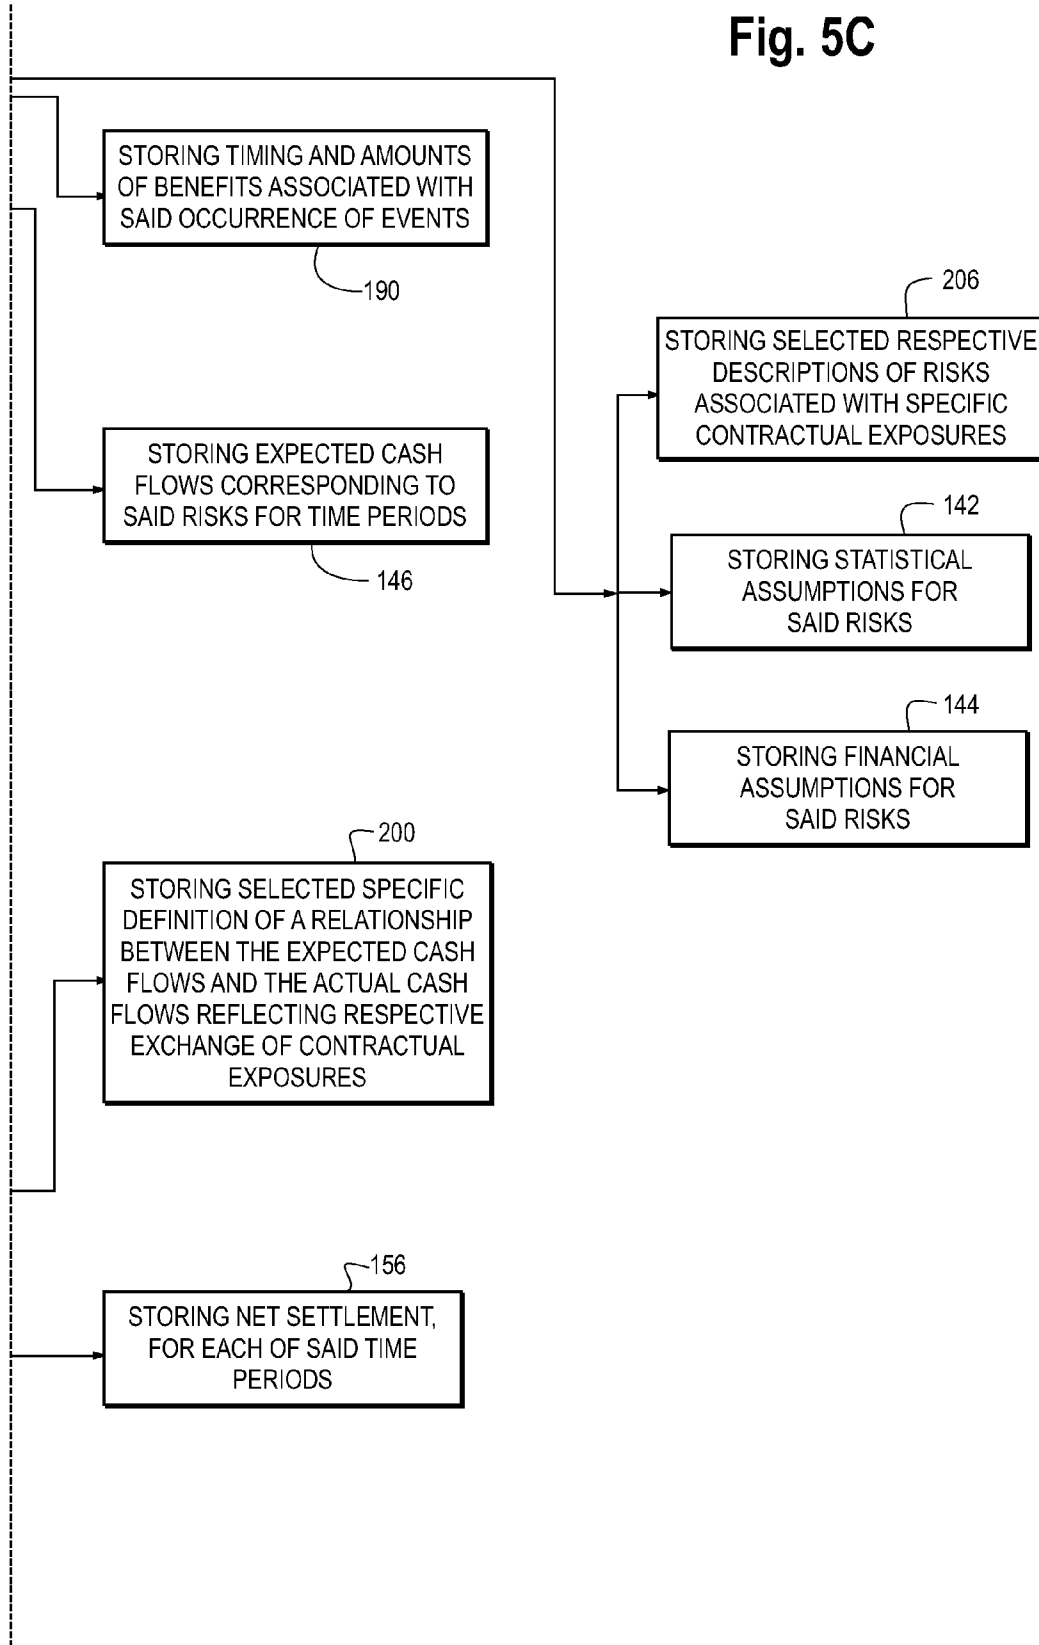 Fig. 5C
STORING TIMING AND AMOUNTS
OF BENEFITS ASSOCIATED WITH
SAID OCCURRENCE OF EVENTS
190
206
STORING SELECTED RESPECTIVE
DESCRIPTIONS OF RISKS
ASSOCIATED WITH SPECIFIC
CONTRACTUAL EXPOSURES
STORING EXPECTED CASH
FLOWS CORRESPONDING TO
SAID RISKS FOR TIME PERIODS
146
142
STORING STATISTICAL
ASSUMPTIONS FOR
SAID RISKS
144
STORING FINANCIAL
ASSUMPTIONS FOR
SAID RISKS
200
STORING SELECTED SPECIFIC
DEFINITION OF A RELATIONSHIP
BETWEEN THE EXPECTED CASH
FLOWS AND THE ACTUAL CASH
FLOWS REFLECTING RESPECTIVE
EXCHANGE OF CONTRACTUAL
EXPOSURES
156
STORING NET SETTLEMENT,
FOR EACH OF SAID TIME
PERIODS